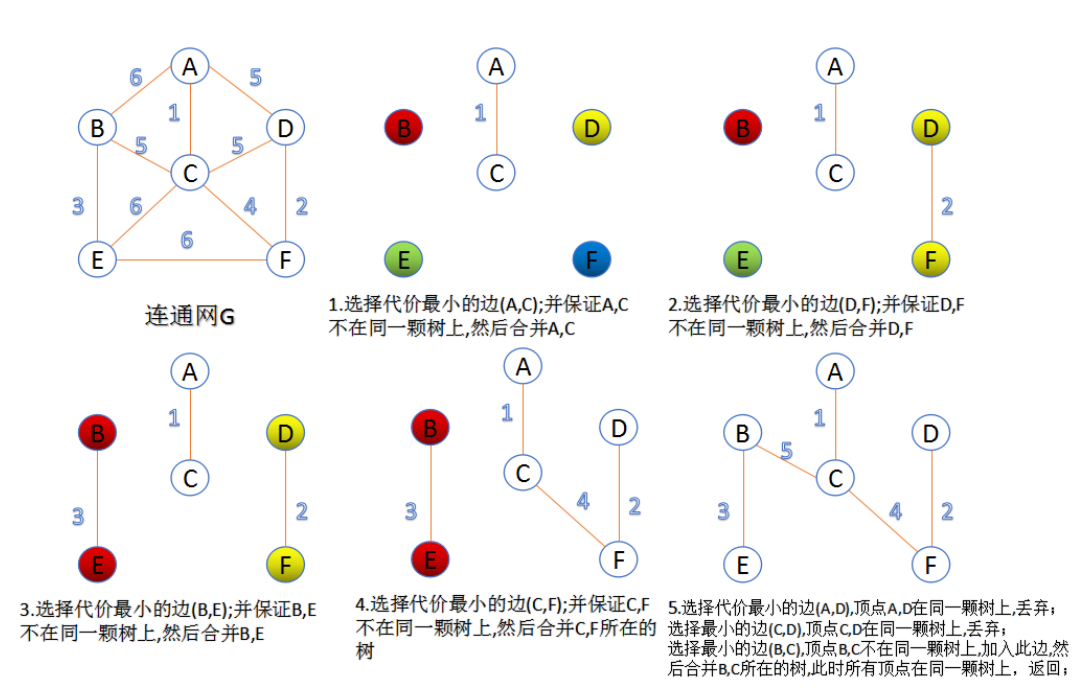 A
6
5
1
B
D
5
5
C
3
6
4
2
6
E
F
连通网G
A
1
B
D
C
E
F
1.选择代价最小的边(A,C);并保证A,C
不在同一颗树上,然后合并A,C
A
1
B
D
C
2
E
F
2.选择代价最小的边(D,F);并保证D,F
不在同一颗树上,然后合并D,F
A
1
B
D
C
3
2
E
F
3.选择代价最小的边(B,E);并保证B,E
不在同一颗树上,然后合并B,E
A
1
B
D
C
3
4
2
E
F
4.选择代价最小的边(C,F);并保证C,F
不在同一颗树上,然后合并C,F所在的
树
A
1
B
D
5
C
3
4
2
E
F
5.选择代价最小的边(A,D),顶点A,D在同一颗树上,丢弃;
选择最小的边(C,D),顶点C,D在同一颗树上,丢弃;
选择最小的边(B,C),顶点B,C不在同一颗树上,加入此边,然
后合并B,C所在的树,此时所有顶点在同一颗树上，返回;